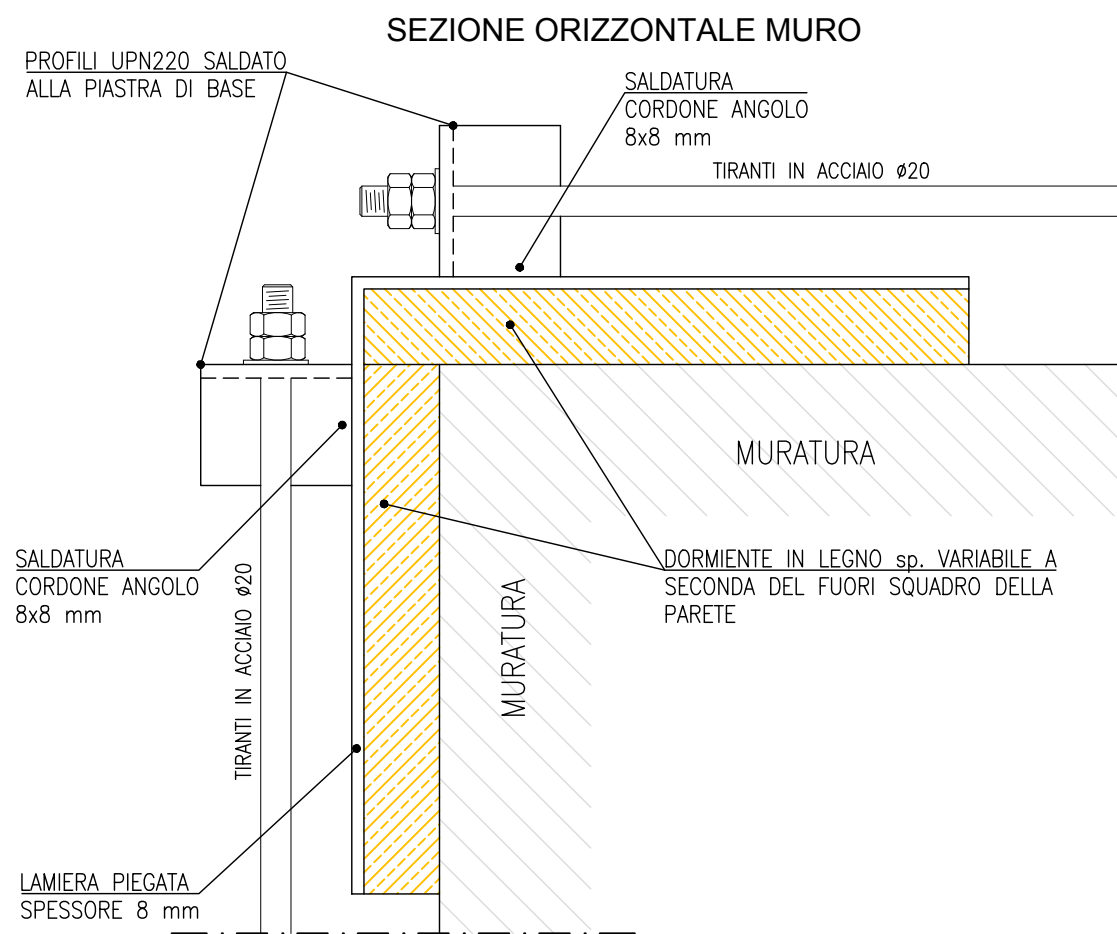 SEZIONE ORIZZONTALE MURO
PROFILI UPN220 SALDATO
ALLA PIASTRA DI BASE
SALDATURA
CORDONE ANGOLO
8x8 mm
TIRANTI IN ACCIAIO ø20
MURATURA
SALDATURA
CORDONE ANGOLO
8x8 mm
TIRANTI IN ACCIAIO ø20
MURATURA
DORMIENTE IN LEGNO sp. VARIABILE A
SECONDA DEL FUORI SQUADRO DELLA
PARETE
LAMIERA PIEGATA
SPESSORE 8 mm